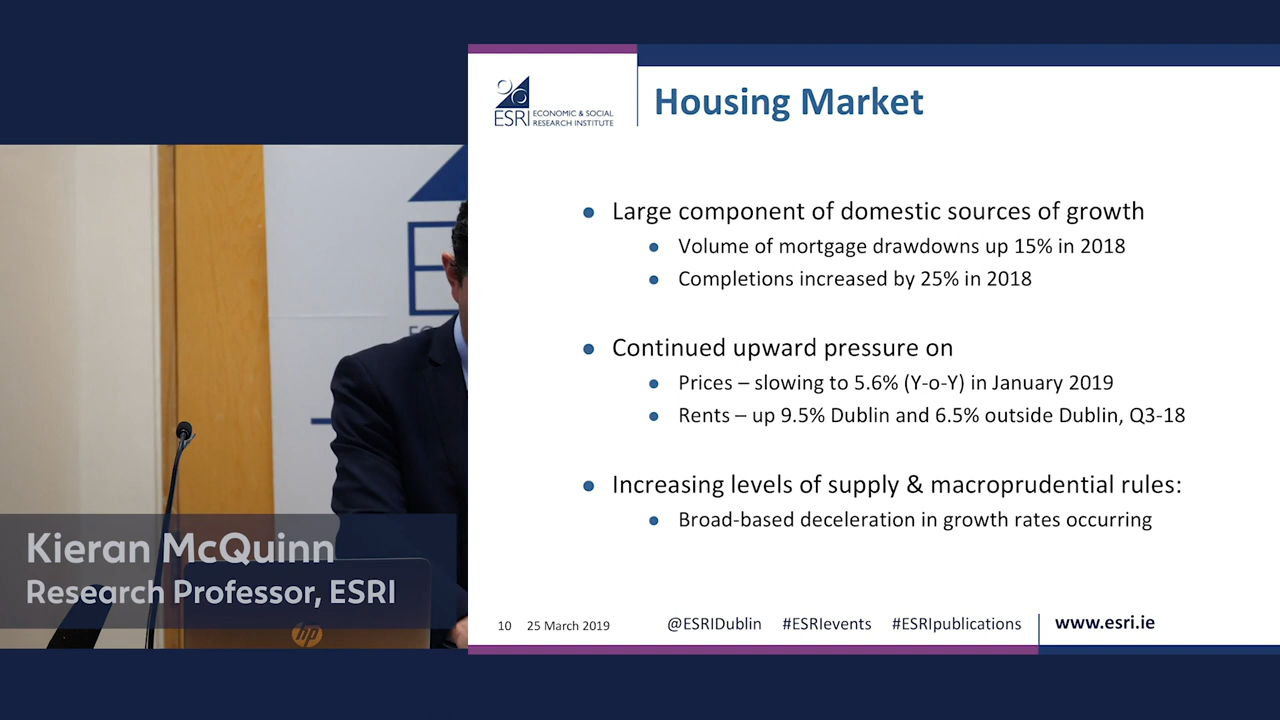 ESRI
ECONOMIC & SOCIAL
RESEARCH INSTITUTE
Housing Market
Large component of domestic sources of growth
Volume of mortgage drawdowns up 15% in 2018
Completions increased by 25% in 2018
Continued upward pressure on
Prices – slowing to 5.6% (Y-o-Y) in January 2019
Rents – up 9.5% Dublin and 6.5% outside Dublin, Q3-18
Increasing levels of supply & macroprudential rules:
Broad-based deceleration in growth rates occurring
10 25 March 2019 @ESRIDublin #ESRIevents #ESRIpublications www.esri.ie
Kieran McQuinn
Research Professor, ESRI
hp